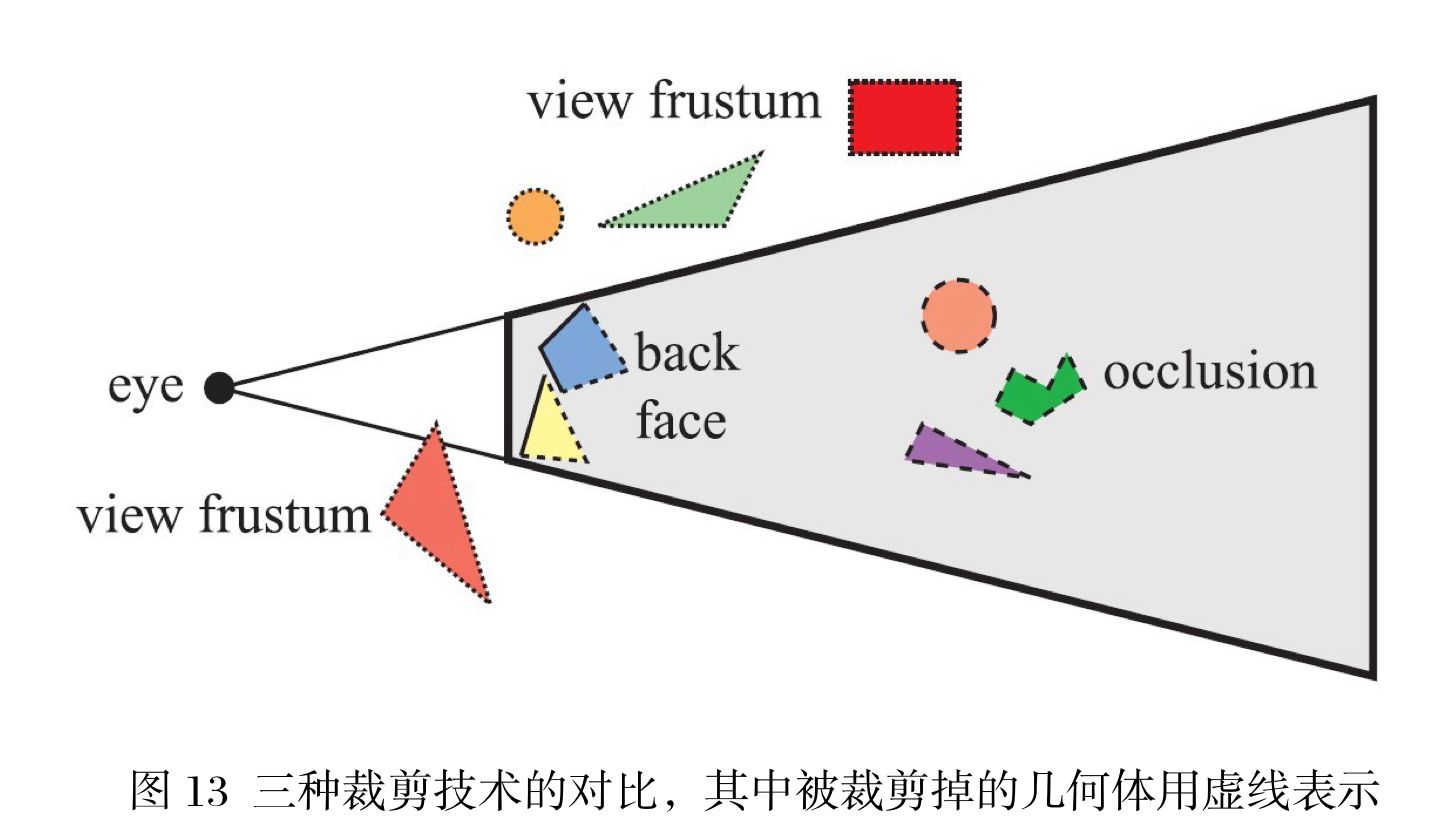 view frustum
eye
back
face
occlusion
view frustum
图 13 三种裁剪技术的对比，其中被裁剪掉的几何体用虚线表示